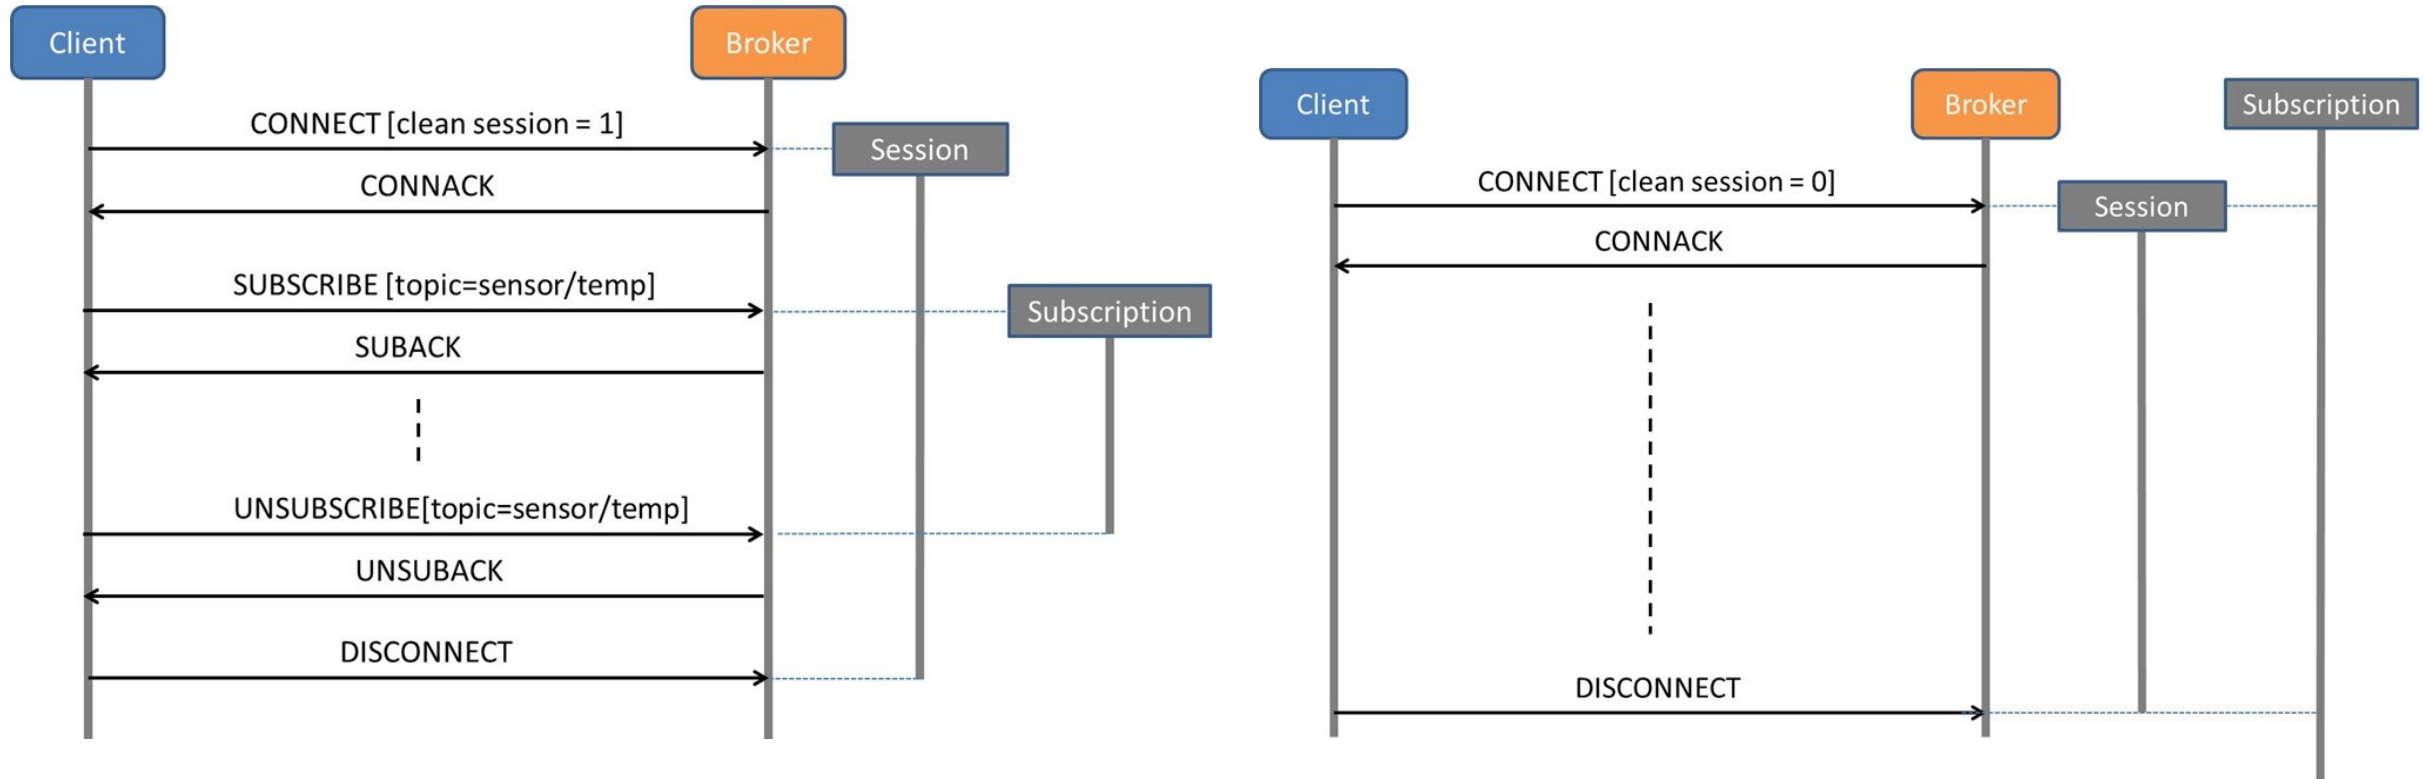 Client
Broker
CONNECT [clean session = 1]
Session
CONNACK
SUBSCRIBE [topic=sensor/temp]
Subscription
SUBACK
UNSUBSCRIBE[topic=sensor/temp]
UNSUBACK
DISCONNECT
Client
Broker
Subscription
CONNECT [clean session = 0]
Session
CONNACK
DISCONNECT